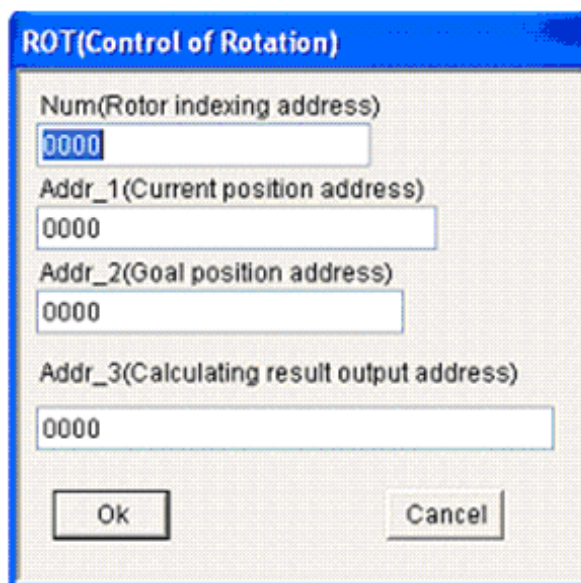 ROT(Control of Rotation)
Num(Rotor indexing address)
0000
Addr_1(Current position address)
0000
Addr_2(Goal position address)
0000
Addr_3(Calculating result output address)
0000
Ok Cancel